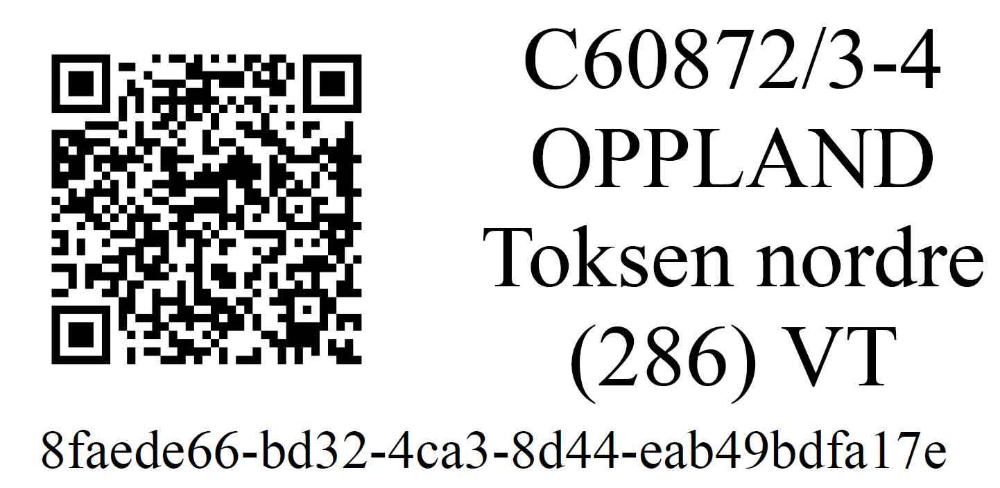 C60872/3-4
OPPLAND
Toksen nordre
(286) VT
8faede66-bd32-4ca3-8d44-eab49bdfa17e